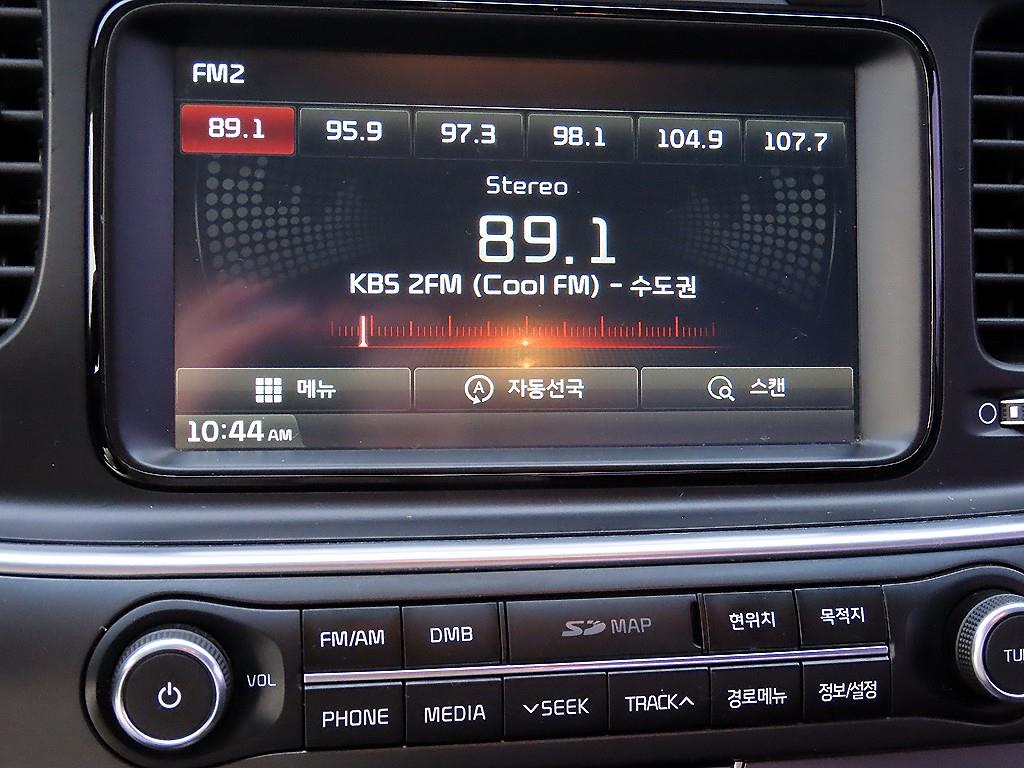 FM2
89.1 95.9 97.3 98.1 104.9 107.7
Stereo
89.1
KBS 2FM (Cool FM) - 수도권
메뉴 A 자동선국 스캔
10:44 AM
FM/AM DMB SD MAP 현위치 목적지
VOL
PHONE MEDIA SEEK TRACK 경로메뉴 정보/설정